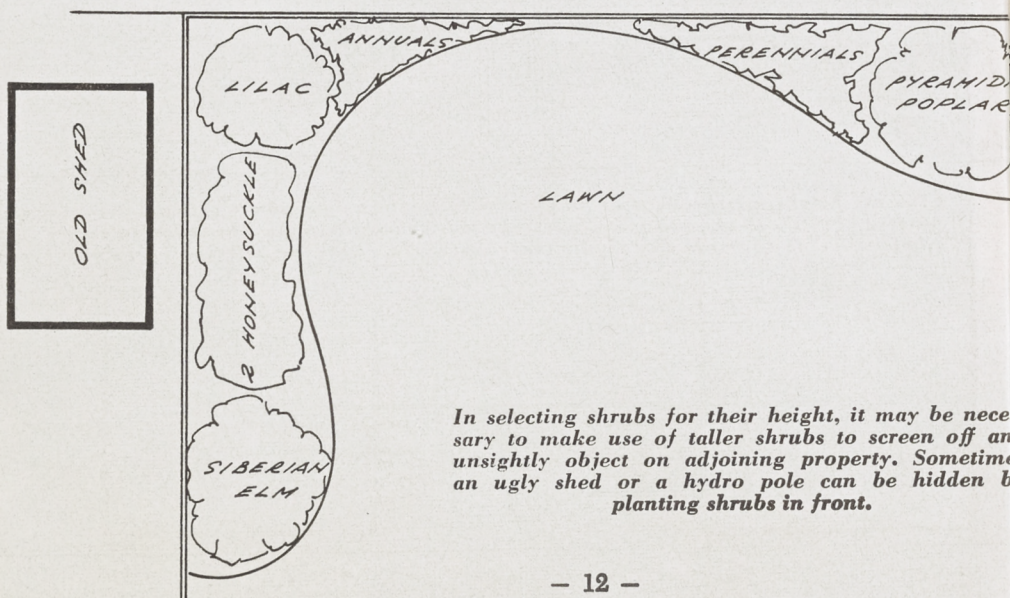 ANNUALS
PERENNIALS
LILAC
PYRAMID
POPLAR
OLD SHED
LAWN
2 HONEYSUCKLE
SIBERIAN
ELM
In selecting shrubs for their height, it may be nece
sary to make use of taller shrubs to screen off an
unsightly object on adjoining property. Sometime
an ugly shed or a hydro pole can be hidden b
planting shrubs in front.
— 12 —